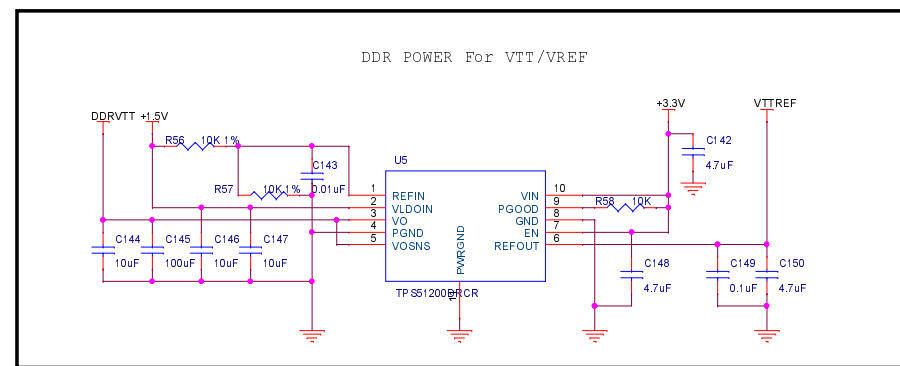 DDR POWER For VTT/VREF
DDRVTT +1.5V
+3.3V
VTTREF
R56 10K 1%
C142
4.7uF
C143
0.01uF
U5
R57 10K 1%
1 REFIN VIN 10
2 VLDOIN PGOOD 9
R58 10K
3 VO GND 8
4 PGND EN 7
5 VOSNS REFOUT 6
PWRGND
C144
10uF
C145
100uF
C146
10uF
C147
10uF
C148
4.7uF
C149
0.1uF
C150
4.7uF
TPS51200DRCR